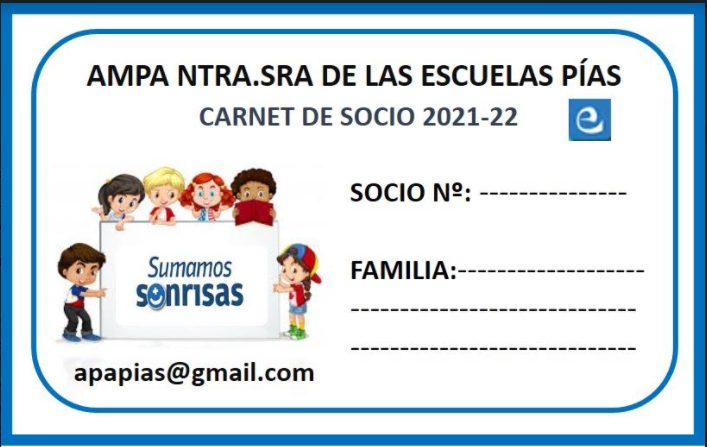 AMPA NTRA.SRA DE LAS ESCUELAS PÍAS
CARNET DE SOCIO 2021-22
e
SOCIO Nº: ---------------
FAMILIA:-------------------
-----------------------------
-----------------------------
Sumamos
sonrisas
apapias@gmail.com